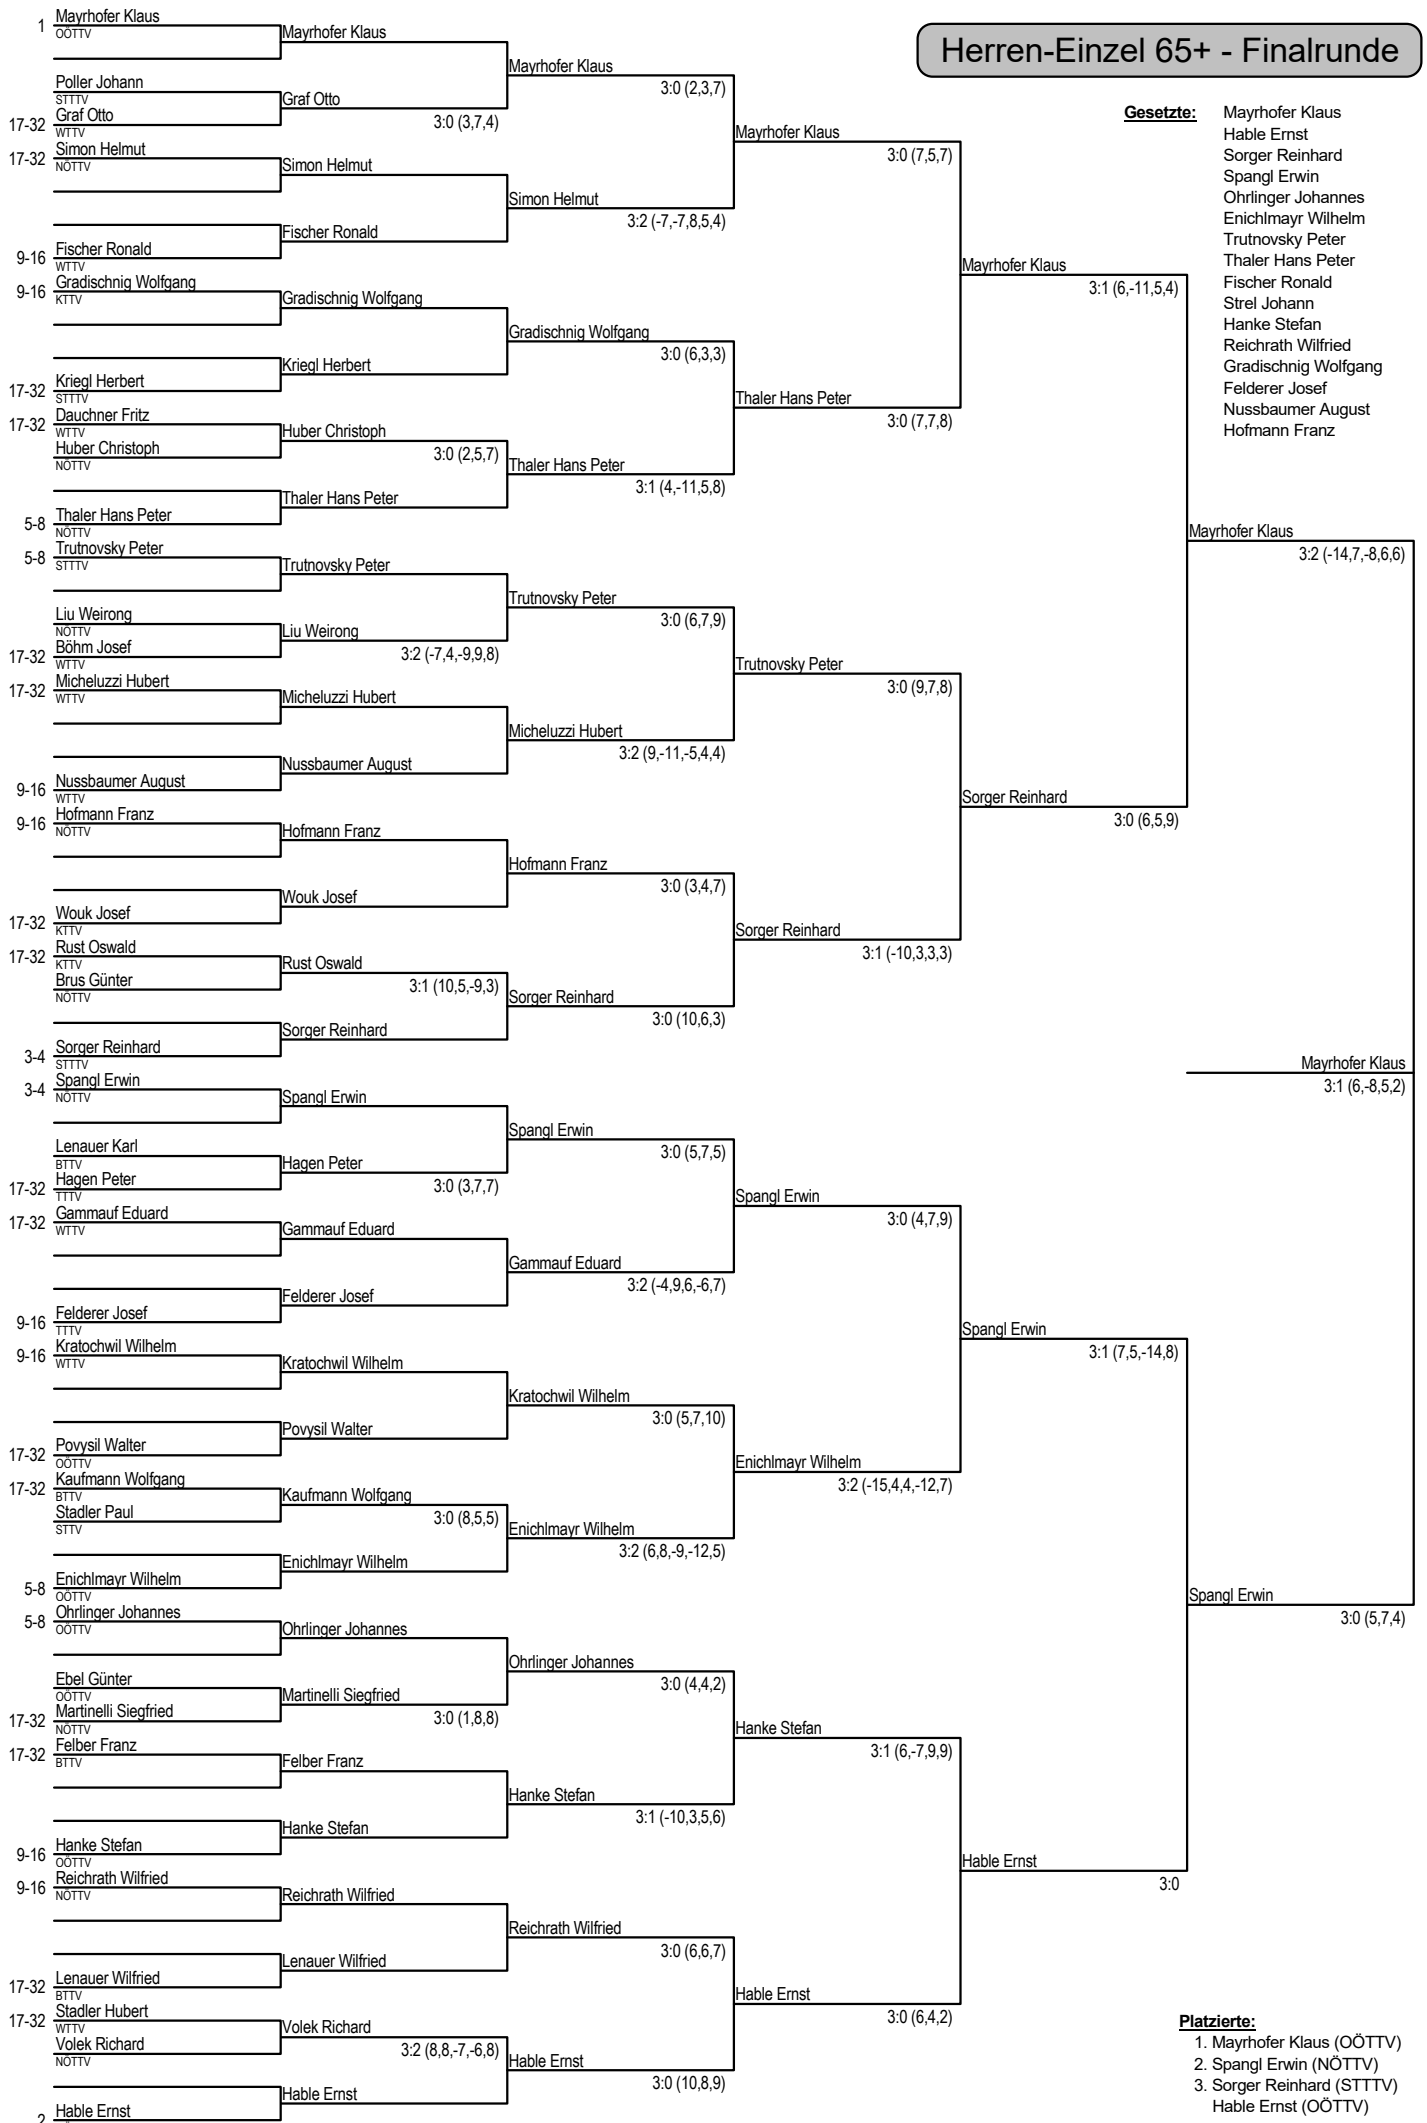 Herren-Einzel 65+ - Finalrunde
Gesetzte: Mayrhofer Klaus
Hable Ernst
Sorger Reinhard
Spangl Erwin
Ohrlinger Johannes
Enichlmayr Wilhelm
Trutnovsky Peter
Thaler Hans Peter
Fischer Ronald
Strel Johann
Hanke Stefan
Reichrath Wilfried
Gradischnig Wolfgang
Felderer Josef
Nussbaumer August
Hofmann Franz
1 Mayrhofer Klaus
OÖTTV
Poller Johann
STTTV
17-32 Graf Otto
WTTV
17-32 Simon Helmut
NÖTTV
9-16 Fischer Ronald
WTTV
9-16 Gradischnig Wolfgang
KTTV
17-32 Kriegl Herbert
STTTV
17-32 Dauchner Fritz
WTTV
Huber Christoph
NÖTTV
5-8 Thaler Hans Peter
NÖTTV
5-8 Trutnovsky Peter
STTTV
Liu Weirong
NÖTTV
17-32 Böhm Josef
WTTV
17-32 Micheluzzi Hubert
WTTV
9-16 Nussbaumer August
WTTV
9-16 Hofmann Franz
NÖTTV
17-32 Wouk Josef
KTTV
17-32 Rust Oswald
KTTV
Brus Günter
NÖTTV
3-4 Sorger Reinhard
STTTV
3-4 Spangl Erwin
NÖTTV
Lenauer Karl
BTTV
17-32 Hagen Peter
TTTV
17-32 Gammauf Eduard
WTTV
9-16 Felderer Josef
TTTV
9-16 Kratochwil Wilhelm
WTTV
17-32 Povysil Walter
OÖTTV
17-32 Kaufmann Wolfgang
BTTV
Stadler Paul
STTV
5-8 Enichlmayr Wilhelm
OÖTTV
5-8 Ohrlinger Johannes
OÖTTV
Ebel Günter
OÖTTV
17-32 Martinelli Siegfried
NÖTTV
17-32 Felber Franz
BTTV
9-16 Hanke Stefan
OÖTTV
9-16 Reichrath Wilfried
NÖTTV
17-32 Lenauer Wilfried
BTTV
17-32 Stadler Hubert
WTTV
Volek Richard
NÖTTV
2 Hable Ernst
Mayrhofer Klaus
Graf Otto
3:0 (3,7,4)
Simon Helmut
Fischer Ronald
Gradischnig Wolfgang
Kriegl Herbert
Huber Christoph
3:0 (2,5,7)
Thaler Hans Peter
Trutnovsky Peter
Liu Weirong
3:2 (-7,4,-9,9,8)
Micheluzzi Hubert
Nussbaumer August
Hofmann Franz
Wouk Josef
Rust Oswald
3:1 (10,5,-9,3)
Sorger Reinhard
Spangl Erwin
Hagen Peter
3:0 (3,7,7)
Gammauf Eduard
Felderer Josef
Kratochwil Wilhelm
Povysil Walter
Kaufmann Wolfgang
3:0 (8,5,5)
Enichlmayr Wilhelm
Ohrlinger Johannes
Martinelli Siegfried
3:0 (1,8,8)
Felber Franz
Hanke Stefan
Reichrath Wilfried
Lenauer Wilfried
Volek Richard
3:2 (8,8,-7,-6,8)
Hable Ernst
Mayrhofer Klaus
3:0 (2,3,7)
Simon Helmut
3:2 (-7,-7,8,5,4)
Gradischnig Wolfgang
3:0 (6,3,3)
Thaler Hans Peter
3:1 (4,-11,5,8)
Trutnovsky Peter
3:0 (6,7,9)
Micheluzzi Hubert
3:2 (9,-11,-5,4,4)
Hofmann Franz
3:0 (3,4,7)
Sorger Reinhard
3:0 (10,6,3)
Spangl Erwin
3:0 (5,7,5)
Gammauf Eduard
3:2 (-4,9,6,-6,7)
Kratochwil Wilhelm
3:0 (5,7,10)
Enichlmayr Wilhelm
3:2 (6,8,-9,-12,5)
Ohrlinger Johannes
3:0 (4,4,2)
Hanke Stefan
3:1 (-10,3,5,6)
Reichrath Wilfried
3:0 (6,6,7)
Hable Ernst
3:0 (10,8,9)
Mayrhofer Klaus
3:0 (7,5,7)
Thaler Hans Peter
3:0 (7,7,8)
Trutnovsky Peter
3:0 (9,7,8)
Sorger Reinhard
3:1 (-10,3,3,3)
Spangl Erwin
3:0 (4,7,9)
Enichlmayr Wilhelm
3:2 (-15,4,4,-12,7)
Hanke Stefan
3:1 (6,-7,9,9)
Hable Ernst
3:0 (6,4,2)
Mayrhofer Klaus
3:1 (6,-11,5,4)
Sorger Reinhard
3:0 (6,5,9)
Spangl Erwin
3:1 (7,5,-14,8)
Hable Ernst
3:0
Mayrhofer Klaus
3:2 (-14,7,-8,6,6)
Spangl Erwin
3:0 (5,7,4)
Mayrhofer Klaus
3:1 (6,-8,5,2)
Platzierte:
1. Mayrhofer Klaus (OÖTTV)
2. Spangl Erwin (NÖTTV)
3. Sorger Reinhard (STTTV)
Hable Ernst (OÖTTV)